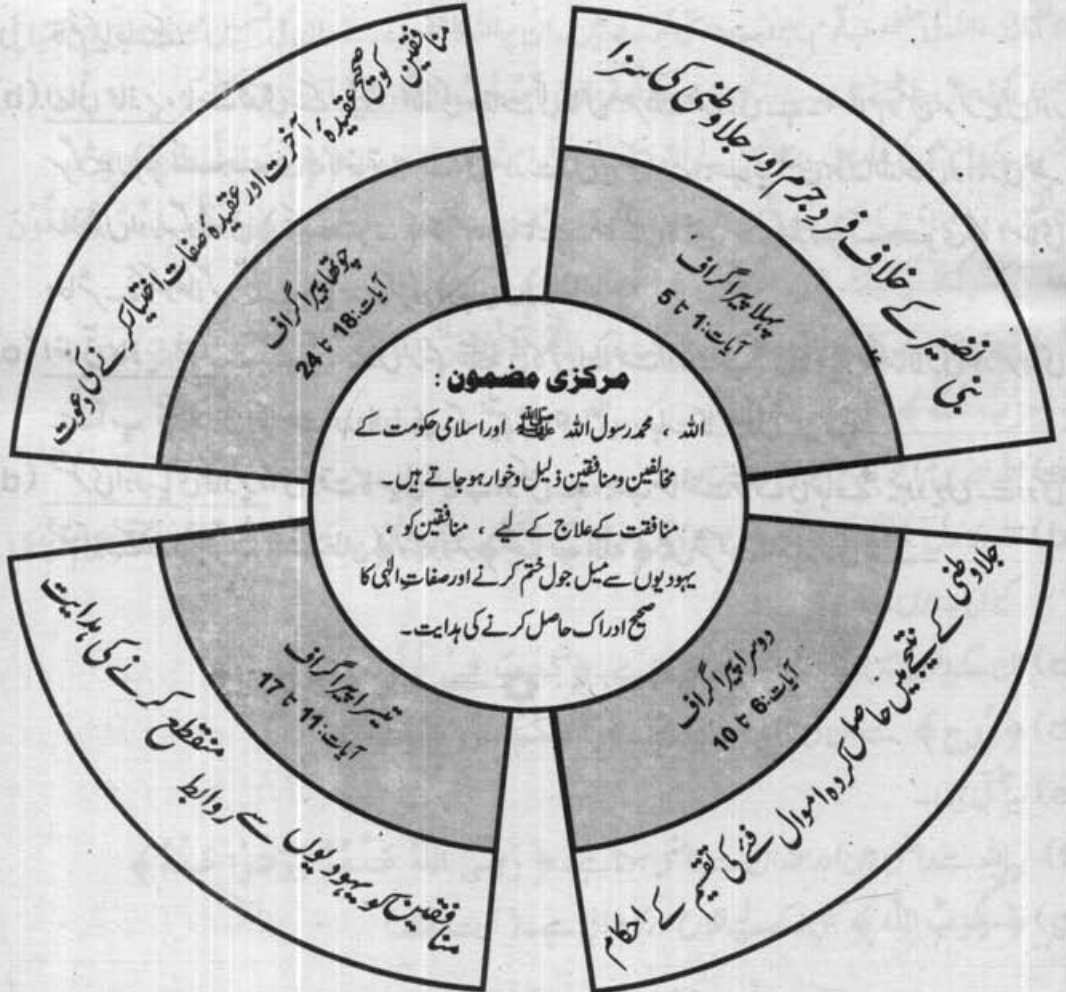 بنی نضیر کے خلاف فردِ جرم اور جلاوطنی کی سزا
پہلا پیراگراف
آیات:1 تا 5
جلاوطنی کے نتیجے میں حاصل کردہ اموالِ فئے کی تقسیم کے احکام
دوسرا پیراگراف
آیات:6 تا 10
منافقین کو یہودیوں سے روابط منقطع کرنے کی ہدایت
تیسرا پیراگراف
آیات:11 تا 17
منافقین کو صحیح عقیدۂ آخرت اور عقیدۂ صفات اختیار کرنے کی دعوت
چوتھا پیراگراف
آیات:18 تا 24
مرکزی مضمون :
اللہ ، محمد رسول اللہ ﷺ اور اسلامی حکومت کے
مخالفین و منافقین ذلیل و خوار ہو جاتے ہیں ۔
منافقت کے علاج کے لیے ، منافقین کو ،
یہودیوں سے میل جول ختم کرنے اور صفاتِ الٰہی کا
صحیح ادراک حاصل کرنے کی ہدایت ۔